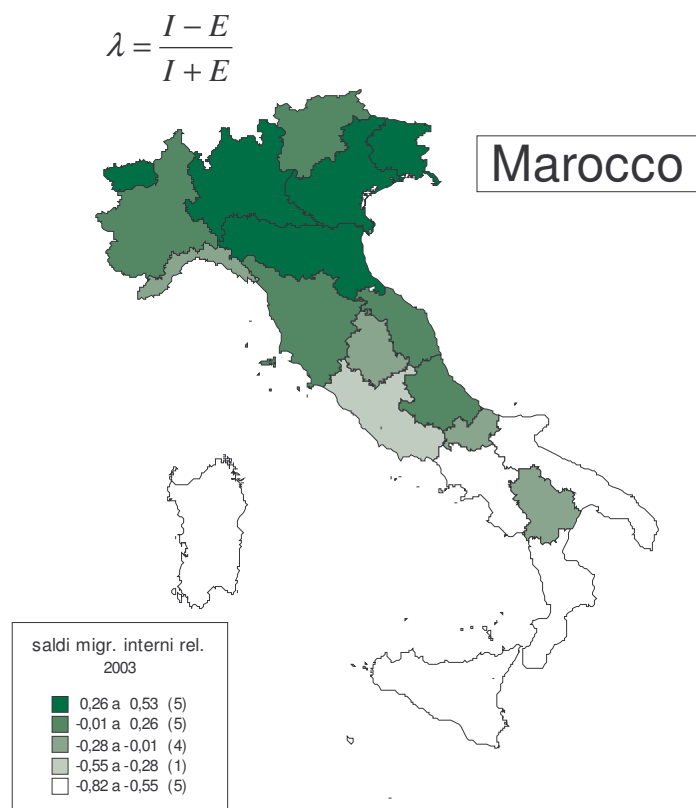 λ = (I − E) / (I + E)
Marocco
saldi migr. interni rel.
2003
0,26 a 0,53 (5)
-0,01 a 0,26 (5)
-0,28 a -0,01 (4)
-0,55 a -0,28 (1)
-0,82 a -0,55 (5)